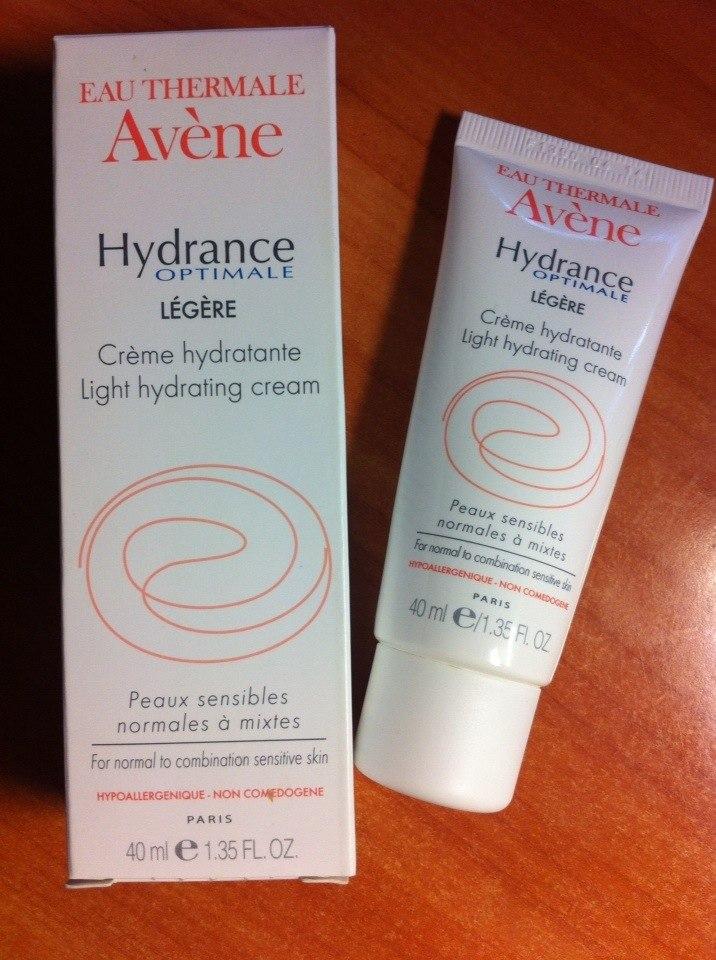 EAU THERMALE
Avène
Hydrance
OPTIMALE
LÉGÈRE
Crème hydratante
Light hydrating cream
Peaux sensibles
normales à mixtes
For normal to combination sensitive skin
HYPOALLERGENIQUE - NON COMEDOGENE
PARIS
40 ml e 1.35 FL. OZ.
EAU THERMALE
Avène
Hydrance
OPTIMALE
LÉGÈRE
Crème hydratante
Light hydrating cream
Peaux sensibles
normales à mixtes
For normal to combination sensitive skin
HYPOALLERGENIQUE - NON COMEDOGENE
PARIS
40 ml e/1.35 FL. OZ.